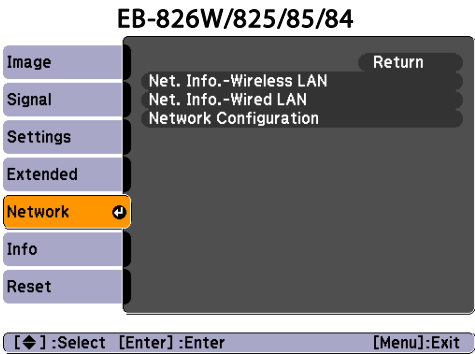 EB-826W/825/85/84
Image
Signal
Settings
Extended
Network
Info
Reset
Return
Net. Info.-Wireless LAN
Net. Info.-Wired LAN
Network Configuration
[◆] :Select [Enter] :Enter [Menu]:Exit